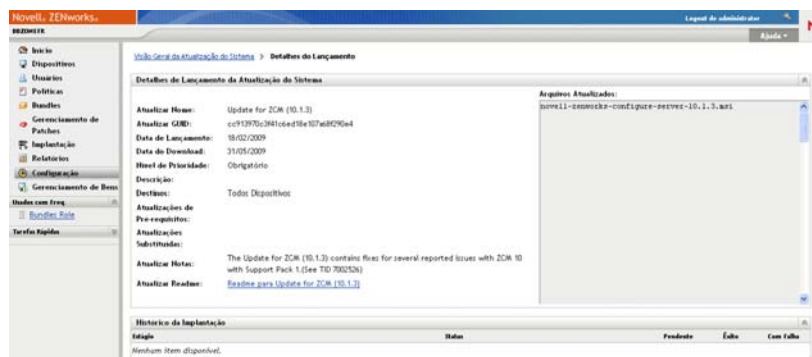 Novell. ZENworks.
Logout do administrator
Ajuda
Início
Dispositivos
Usuários
Políticas
Bundles
Gerenciamento de Patches
Implantação
Relatórios
Configuração
Gerenciamento de Bens
Usados com Freq.
Bundles Role
Tarefas Rápidas
Visão Geral da Atualização do Sistema > Detalhes do Lançamento
Detalhes de Lançamento da Atualização do Sistema
Atualizar Nome: Update for ZCM (10.1.3)
Atualizar GUID:
Data de Lançamento: 18/02/2009
Data do Download: 31/05/2009
Nível de Prioridade: Obrigatório
Descrição:
Destinos: Todos Dispositivos
Atualizações de Pré-requisitos:
Atualizações Substituídas:
Atualizar Notas: The Update for ZCM (10.1.3) contains fixes for several reported issues with ZCM 10
with Support Pack 1.(See TID 7002526)
Atualizar Readme: Readme para Update for ZCM (10.1.3)
Arquivos Atualizados:
novell-zenworks-configure-server-10.1.3.msi
Histórico da Implantação
Estágio Status Pendente Êxito Com Falha
Nenhum item disponível.